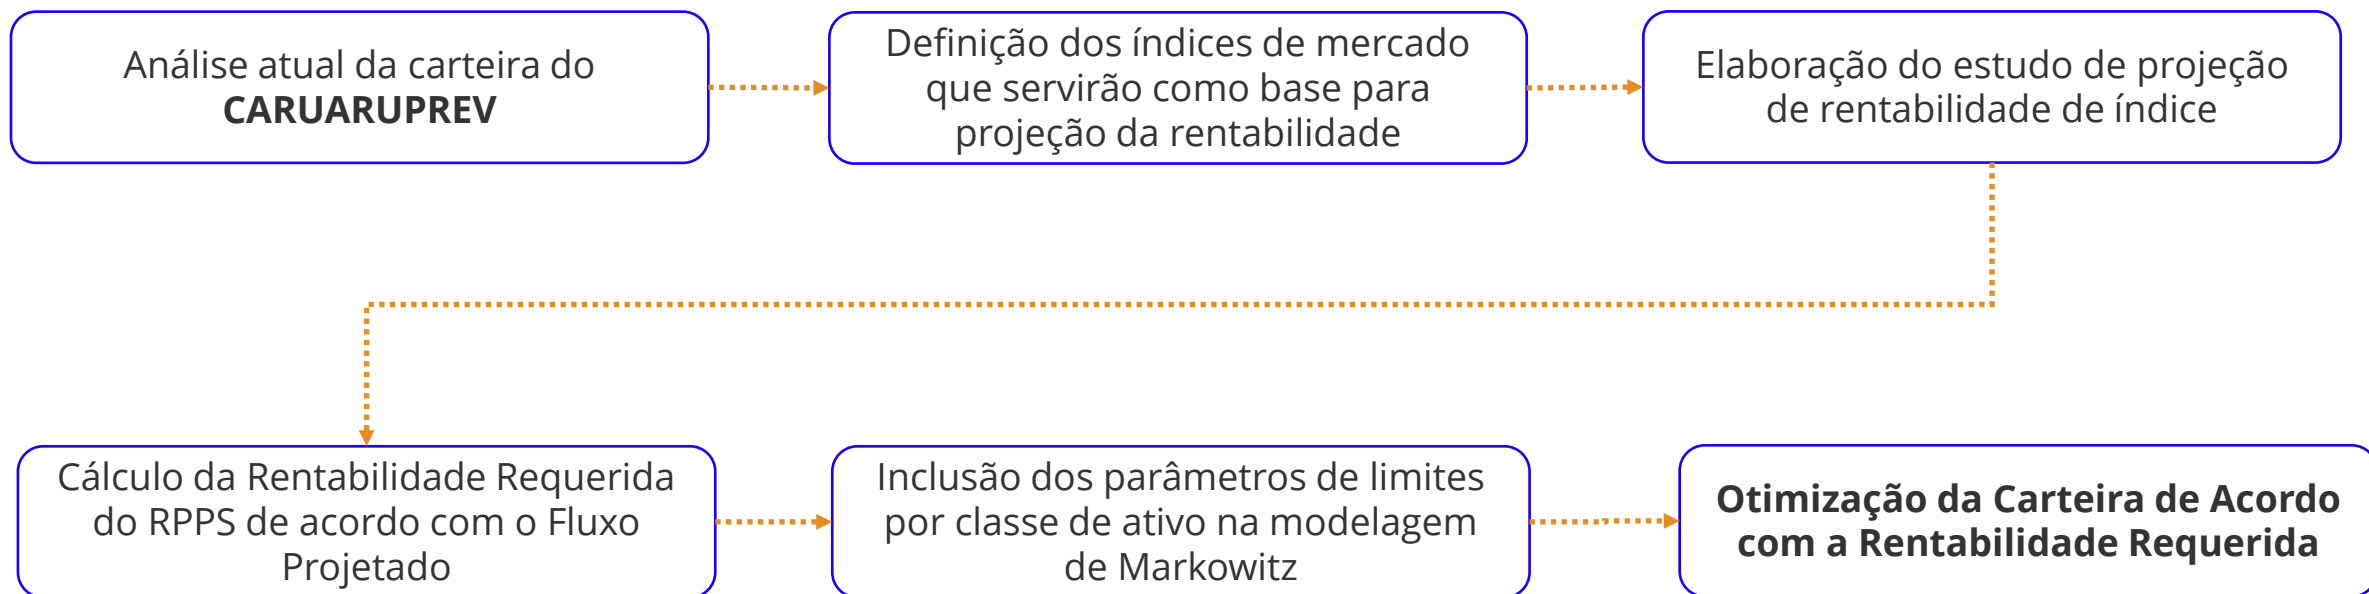 Análise atual da carteira do
CARUARUPREV
Definição dos índices de mercado
que servirão como base para
projeção da rentabilidade
Elaboração do estudo de projeção
de rentabilidade de índice
Cálculo da Rentabilidade Requerida
do RPPS de acordo com o Fluxo
Projetado
Inclusão dos parâmetros de limites
por classe de ativo na modelagem
de Markowitz
Otimização da Carteira de Acordo
com a Rentabilidade Requerida